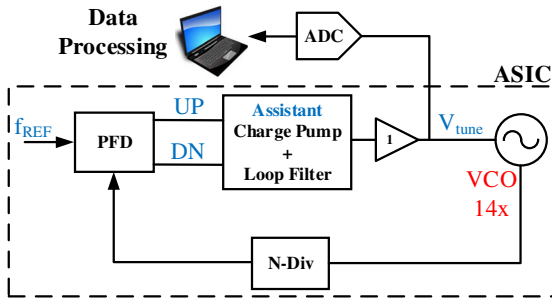 Data
Processing
ADC
ASIC
f_REF
PFD
UP
DN
Assistant
Charge Pump
+
Loop Filter
1
V_tune
VCO
14x
N-Div